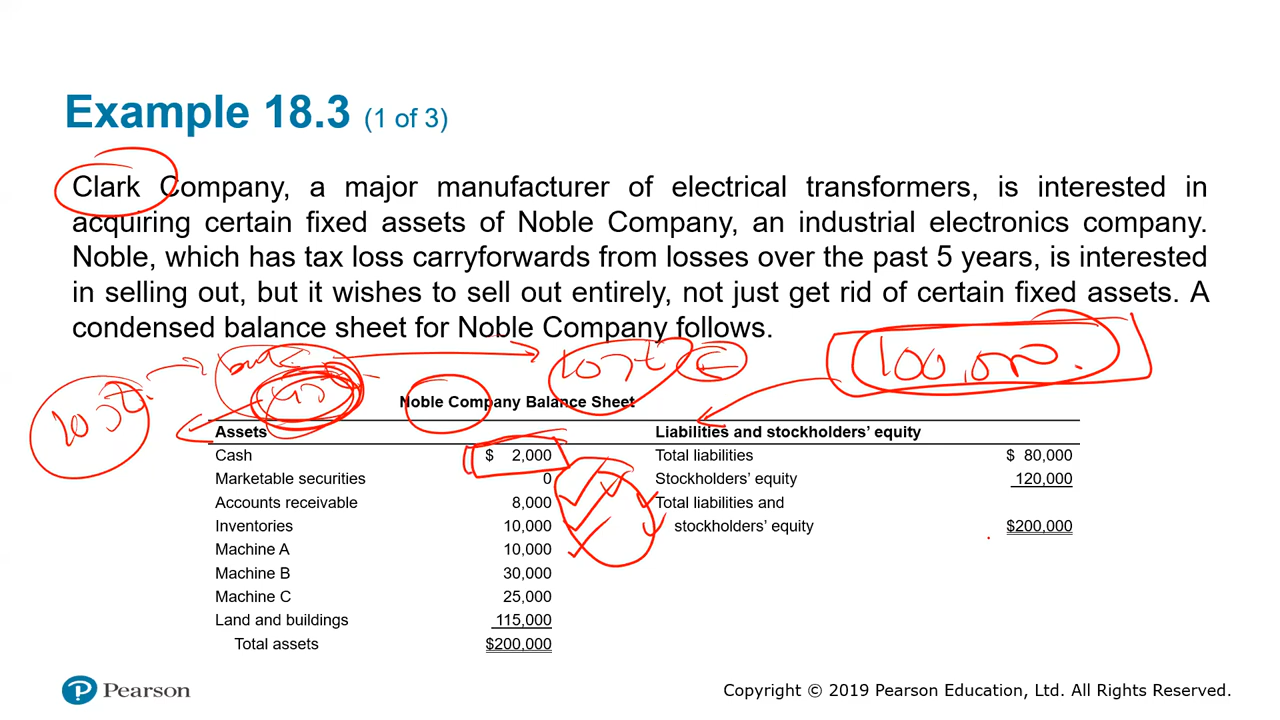 Example 18.3 (1 of 3)
Clark Company, a major manufacturer of electrical transformers, is interested in
acquiring certain fixed assets of Noble Company, an industrial electronics company.
Noble, which has tax loss carryforwards from losses over the past 5 years, is interested
in selling out, but it wishes to sell out entirely, not just get rid of certain fixed assets. A
condensed balance sheet for Noble Company follows.
100,000.
Noble Company Balance Sheet
Assets Liabilities and stockholders’ equity
Cash $ 2,000 Total liabilities $ 80,000
Marketable securities 0 Stockholders’ equity 120,000
Accounts receivable 8,000 Total liabilities and
Inventories 10,000 stockholders’ equity $200,000
Machine A 10,000
Machine B 30,000
Machine C 25,000
Land and buildings 115,000
Total assets $200,000
Pearson
Copyright © 2019 Pearson Education, Ltd. All Rights Reserved.